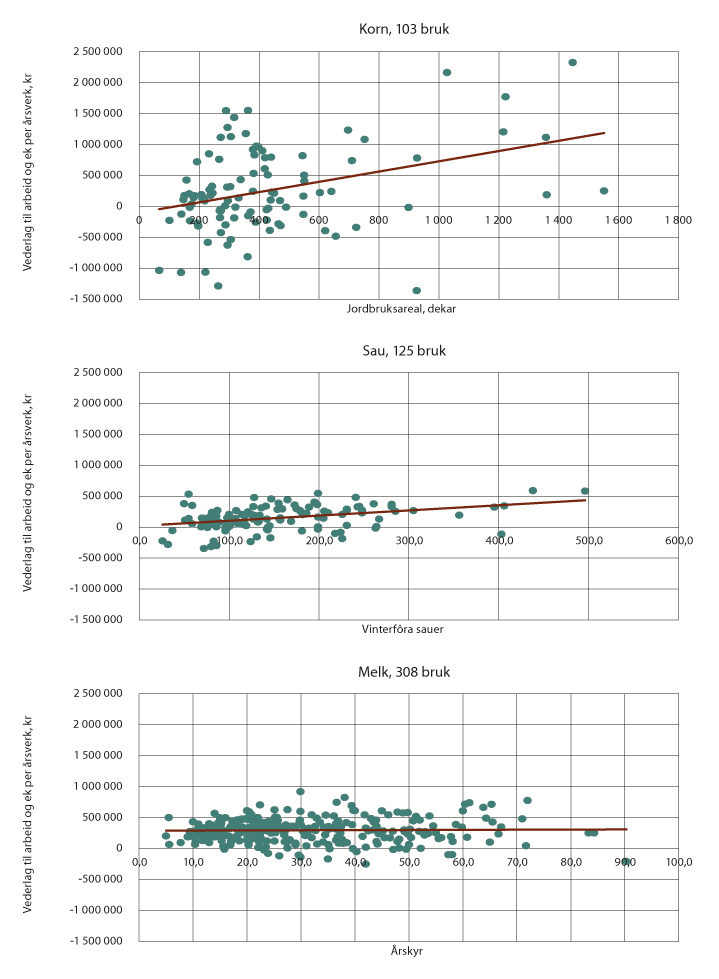 Korn, 103 bruk
Vederlag til arbeid og ek per årsverk, kr
2 500 000
2 000 000
1 500 000
1 000 000
500 000
0
-500 000
-1 000 000
-1 500 000
0 200 400 600 800 1 000 1 200 1 400 1 600 1 800
Jordbruksareal, dekar
Sau, 125 bruk
Vederlag til arbeid og ek per årsverk, kr
2 500 000
2 000 000
1 500 000
1 000 000
500 000
0
-500 000
-1 000 000
-1 500 000
0,0 100,0 200,0 300,0 400,0 500,0 600,0
Vinterfôra sauer
Melk, 308 bruk
Vederlag til arbeid og ek per årsverk, kr
2 500 000
2 000 000
1 500 000
1 000 000
500 000
0
-500 000
-1 000 000
-1 500 000
0,0 10,0 20,0 30,0 40,0 50,0 60,0 70,0 80,0 90,0 100,0
Årskyr